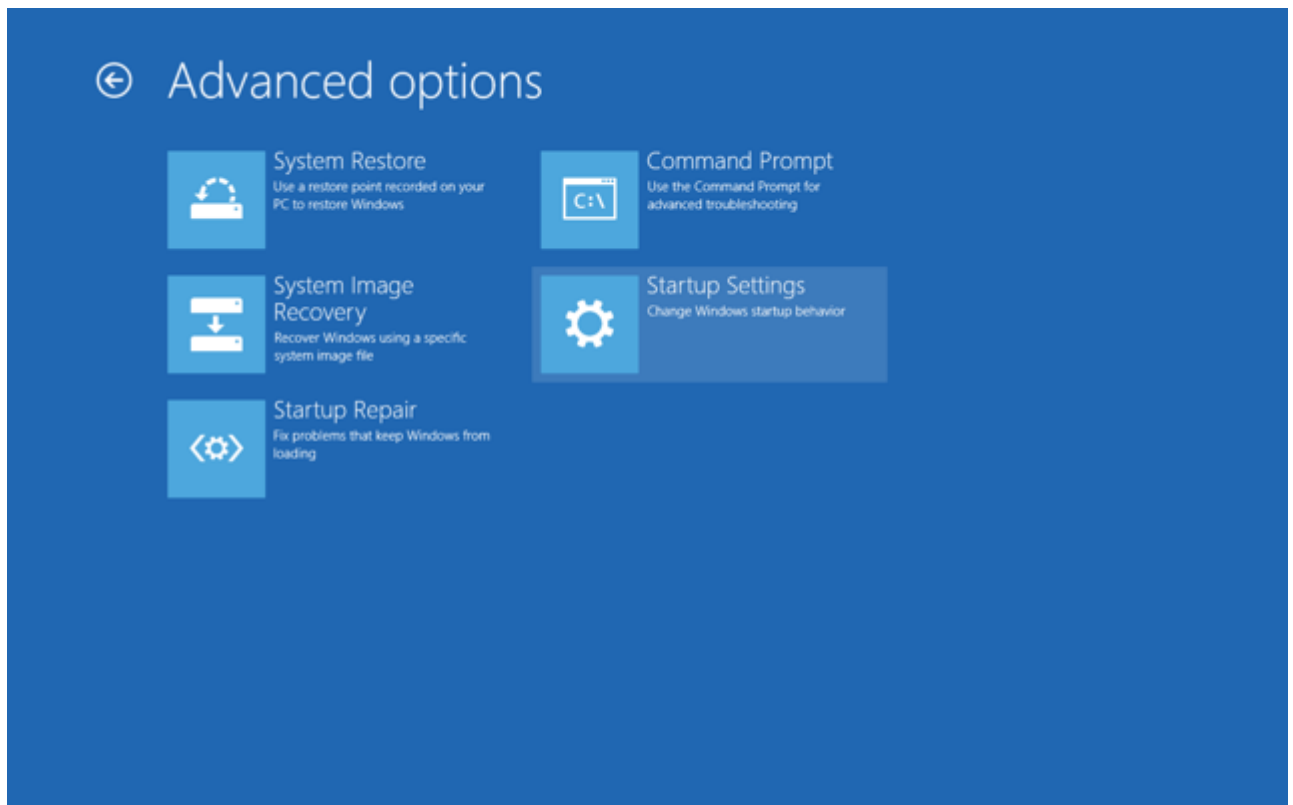 Advanced options
System Restore
Use a restore point recorded on your
PC to restore Windows
System Image
Recovery
Recover Windows using a specific
system image file
Startup Repair
Fix problems that keep Windows from
loading
Command Prompt
C:\
Use the Command Prompt for
advanced troubleshooting
Startup Settings
Change Windows startup behavior